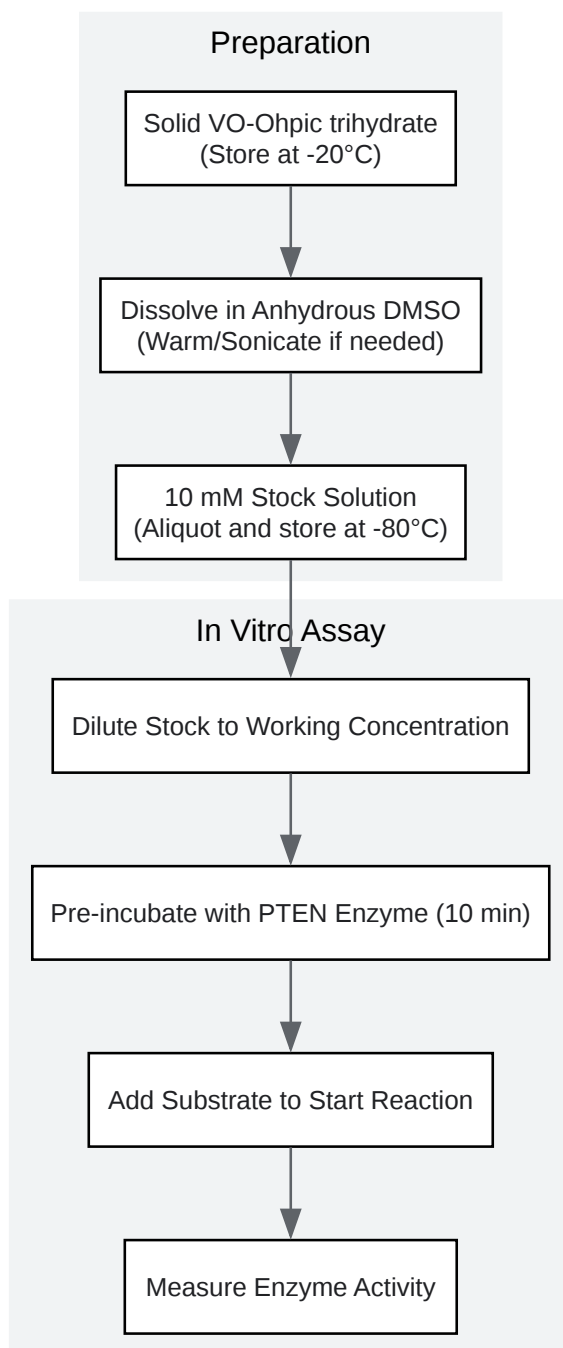 Preparation
Solid VO-Ohpic trihydrate
(Store at -20°C)
Dissolve in Anhydrous DMSO
(Warm/Sonicate if needed)
10 mM Stock Solution
(Aliquot and store at -80°C)
In Vitro Assay
Dilute Stock to Working Concentration
Pre-incubate with PTEN Enzyme (10 min)
Add Substrate to Start Reaction
Measure Enzyme Activity